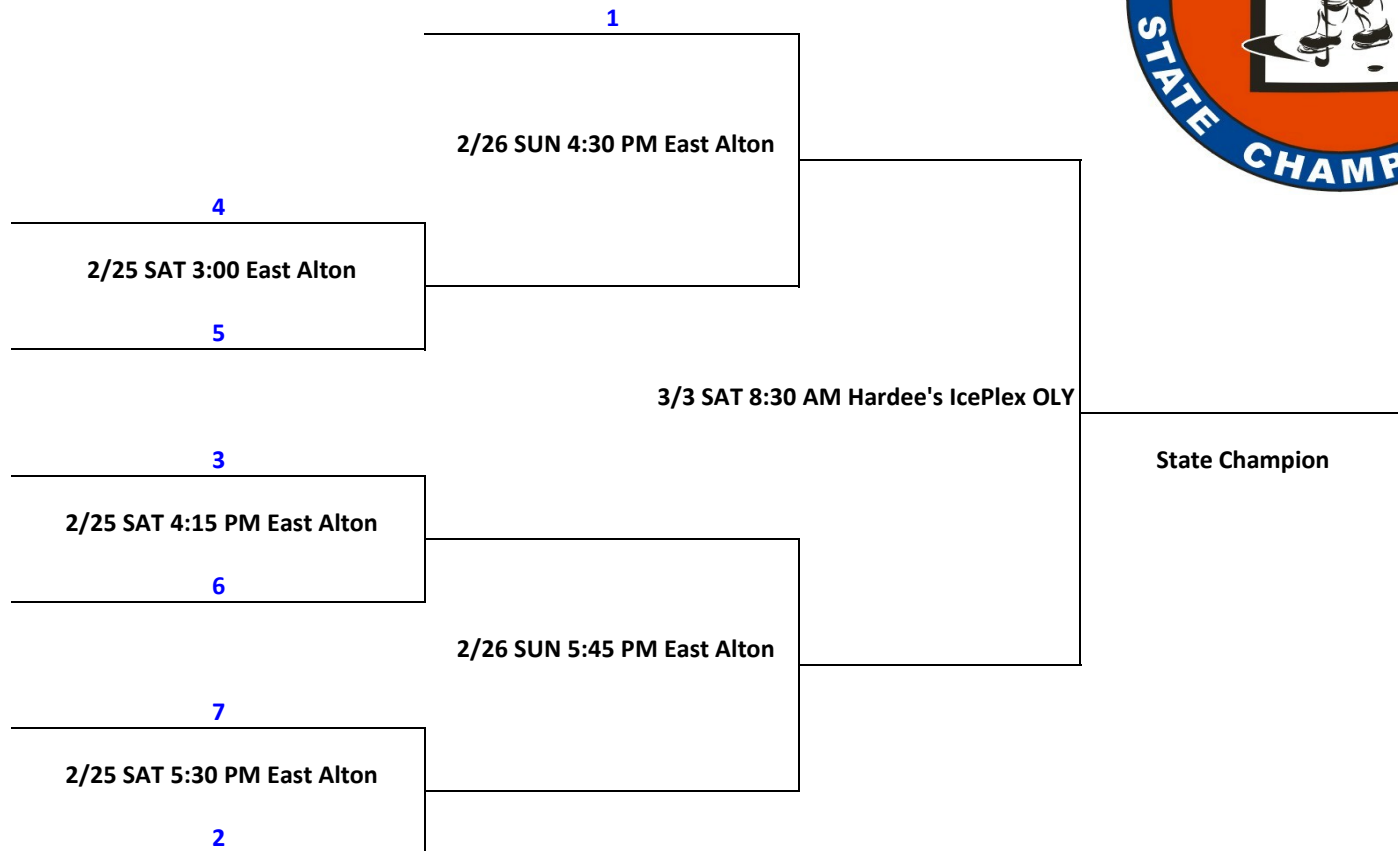 1
STATE CHAMP
2/26 SUN 4:30 PM East Alton
4
2/25 SAT 3:00 East Alton
5
3/3 SAT 8:30 AM Hardee's IcePlex OLY
3
State Champion
2/25 SAT 4:15 PM East Alton
6
2/26 SUN 5:45 PM East Alton
7
2/25 SAT 5:30 PM East Alton
2